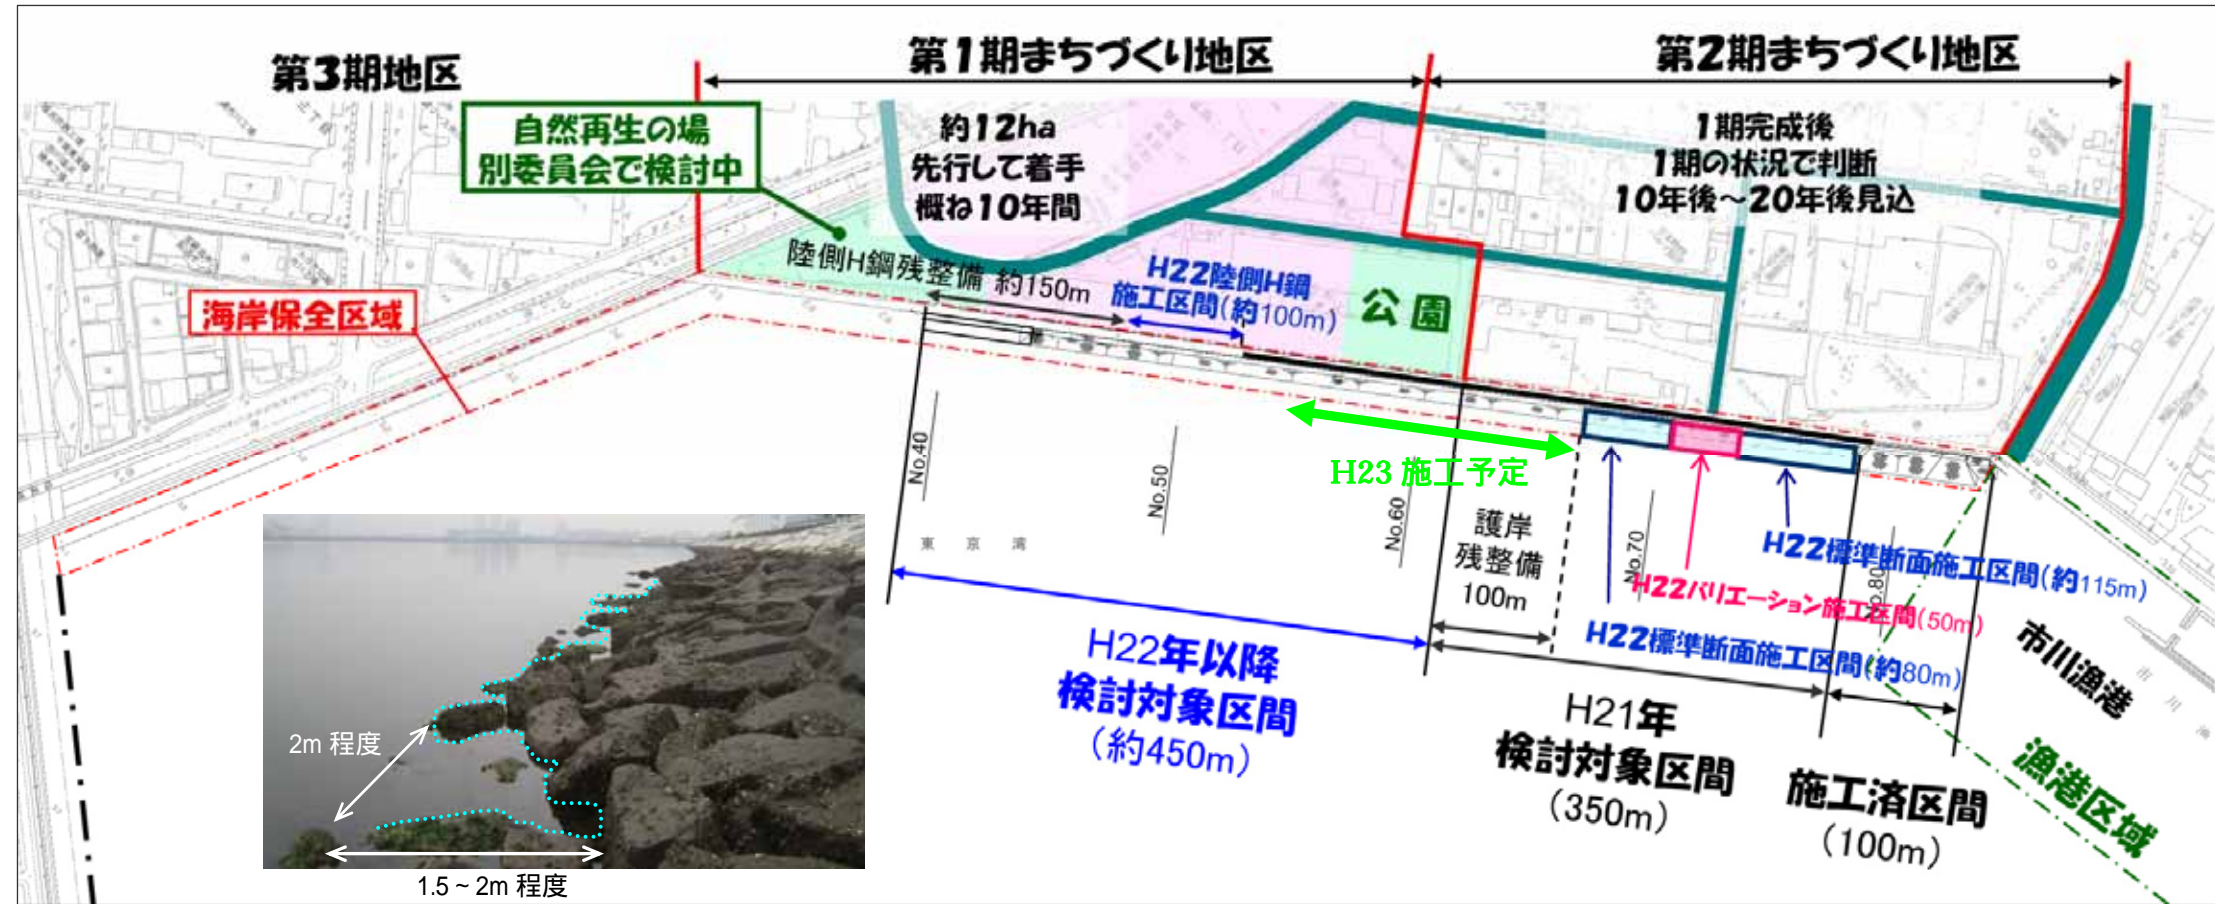 第3期地区
第1期まちづくり地区
第2期まちづくり地区
自然再生の場
別委員会で検討中
約12ha
先行して着手
概ね10年間
1期完成後
1期の状況で判断
10年後～20年後見込
陸側H鋼残整備 約150m
H22陸側H鋼
施工区間(約100m)
公園
海岸保全区域
H23 施工予定
No.40
No.50
No.60
No.70
No.80
東京湾
護岸
残整備
100m
H22標準断面施工区間(約115m)
H22バリエーション施工区間(50m)
H22標準断面施工区間(約80m)
H22年以降
検討対象区間
(約450m)
H21年
検討対象区間
(350m)
施工済区間
(100m)
市川漁港
市川漁
漁港区域
2m 程度
1.5～2m 程度